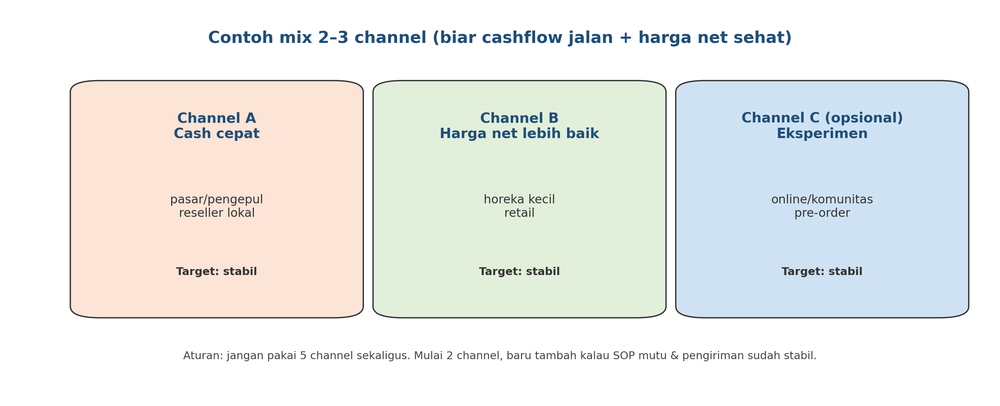 Contoh mix 2–3 channel (biar cashflow jalan + harga net sehat)
Channel A
Cash cepat
pasar/pengepul
reseller lokal
Target: stabil
Channel B
Harga net lebih baik
horeka kecil
retail
Target: stabil
Channel C (opsional)
Eksperimen
online/komunitas
pre-order
Target: stabil
Aturan: jangan pakai 5 channel sekaligus. Mulai 2 channel, baru tambah kalau SOP mutu & pengiriman sudah stabil.